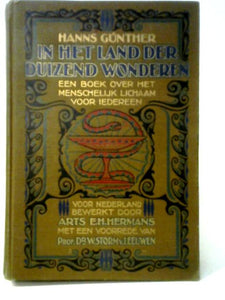 HANNS GÜNTHER
IN HET LAND DER
DUIZEND WONDEREN
EEN BOEK OVER HET
MENSCHELIJK LICHAAM
VOOR IEDEREEN
VOOR NEDERLAND
BEWERKT DOOR
ARTS E.H. HERMANS
MET EEN VOORREDE VAN
PROF. DR. W. STORM V. LEEUWEN